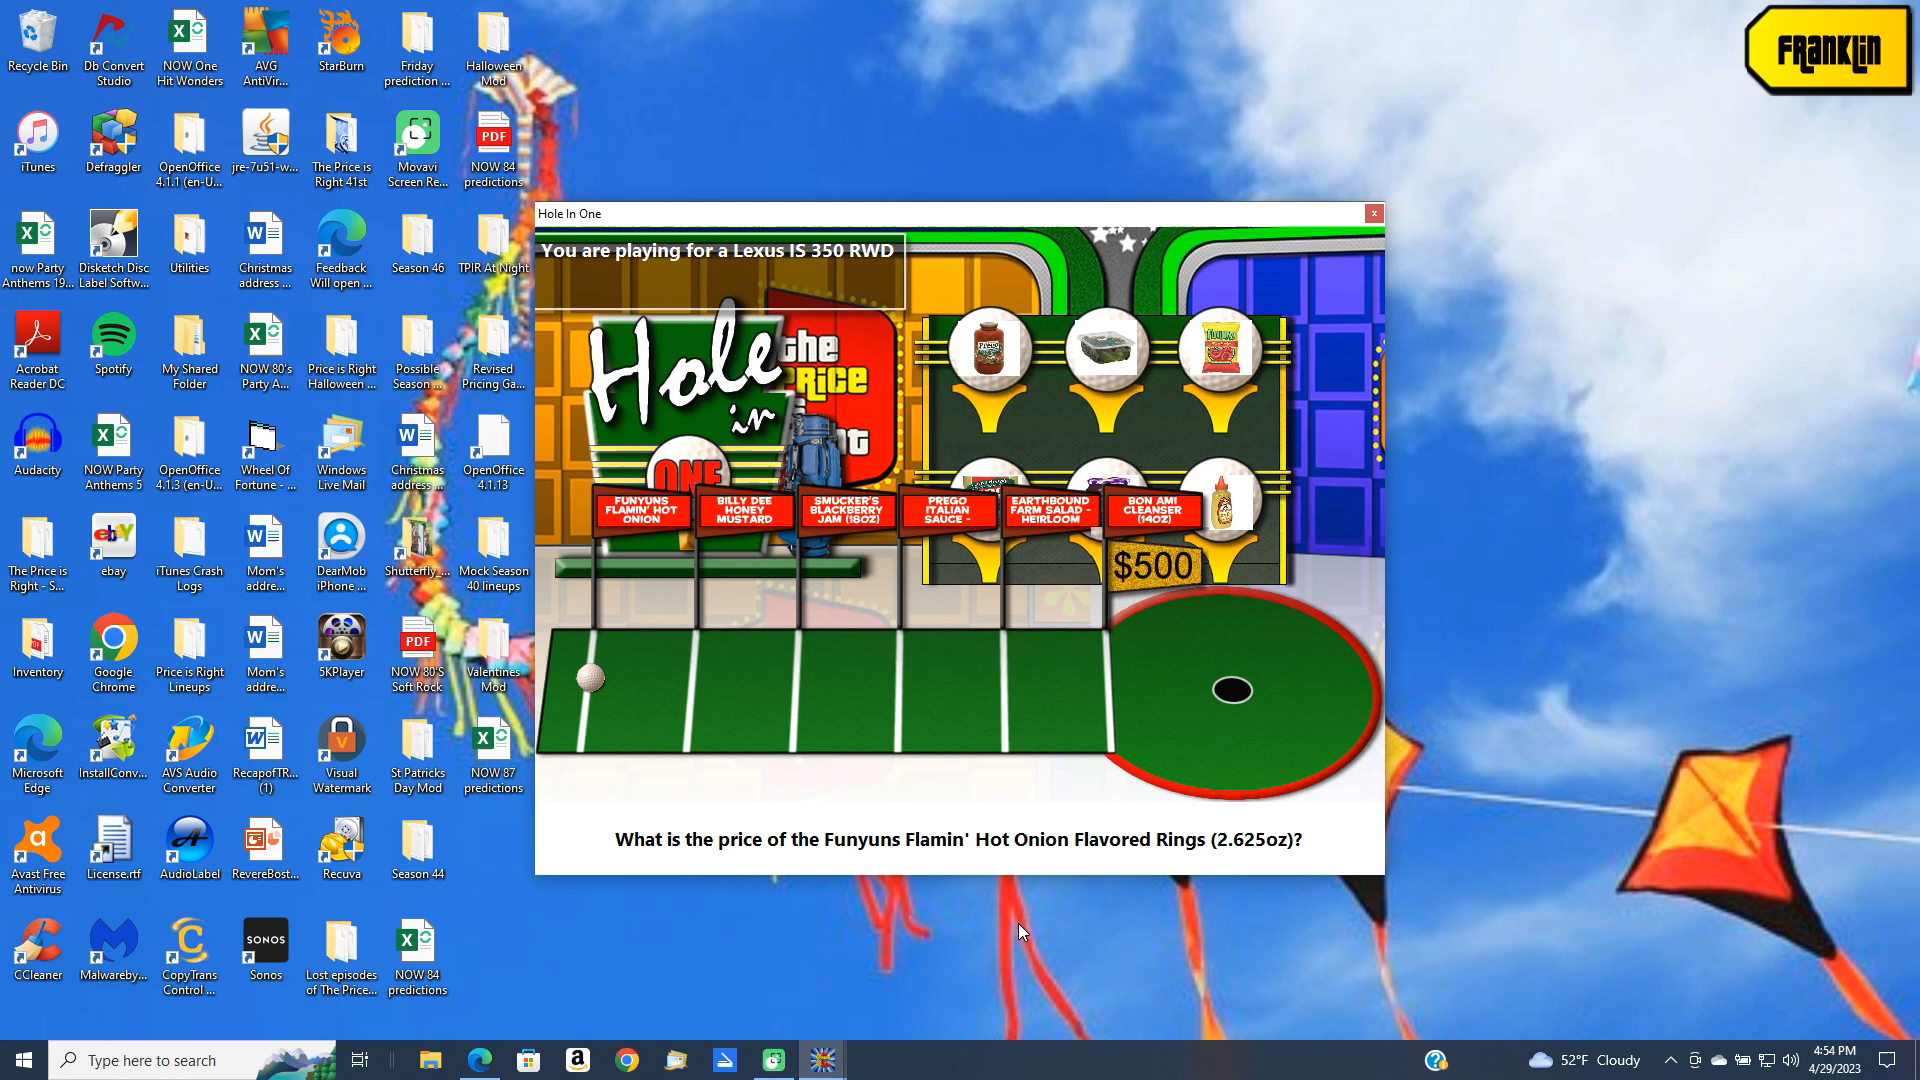 Recycle Bin
Db Convert
Studio
NOW One
Hit Wonders
AVG
AntiVir...
StarBurn
Friday
prediction ...
Halloween
Mod
FRANKLIN
iTunes
Defraggler
OpenOffice
4.1.1 (en-U...
jre-7u51-w...
The Price is
Right 41st
Movavi
Screen Re...
PDF
NOW 84
predictions
now Party
Anthems 19...
Disketch Disc
Label Softw...
Utilities
Christmas
address ...
Feedback
Will open ...
Season 46
TPIR At Night
Acrobat
Reader DC
Spotify
My Shared
Folder
NOW 80's
Party A...
Price is Right
Halloween ...
Possible
Season ...
Revised
Pricing Ga...
Audacity
NOW Party
Anthems 5
OpenOffice
4.1.3 (en-U...
Wheel Of
Fortune - ...
Windows
Live Mail
Christmas
address ...
OpenOffice
4.1.13
The Price is
Right - S...
ebay
ebay
iTunes Crash
Logs
Mom's
addre...
DearMob
iPhone ...
Shutterfly_...
Mock Season
40 lineups
Inventory
Google
Chrome
Price is Right
Lineups
Mom's
addre...
5KPlayer
PDF
NOW 80'S
Soft Rock
Valentines
Mod
Microsoft
Edge
InstallConv...
AVS Audio
Converter
RecapofTR...
(1)
Visual
Watermark
St Patricks
Day Mod
NOW 87
predictions
Avast Free
Antivirus
License.rtf
AudioLabel
RevereBost...
Recuva
Season 44
CCleaner
Malwareby...
CopyTrans
Control ...
SONOS
Sonos
Lost episodes
of The Price...
NOW 84
predictions
Hole In One
x
You are playing for a Lexus IS 350 RWD
Hole
in
ONE
the
PRiCE
Prego
FUNYUNS
FLAMIN' HOT
ONION
BILLY DEE
HONEY
MUSTARD
SMUCKER'S
BLACKBERRY
JAM (18OZ)
PREGO
ITALIAN
SAUCE -
EARTHBOUND
FARM SALAD -
HEIRLOOM
BON AMI
CLEANSER
(14OZ)
$500
What is the price of the Funyuns Flamin' Hot Onion Flavored Rings (2.625oz)?
Type here to search
52°F Cloudy
4:54 PM
4/29/2023